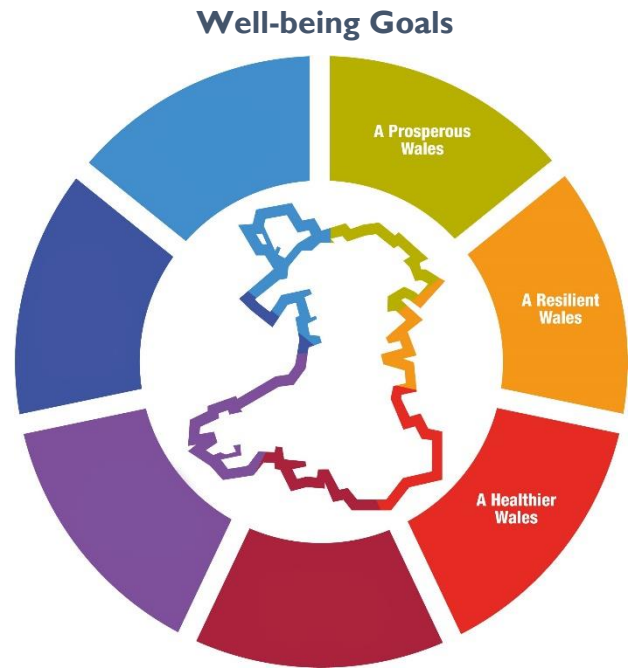 Well-being Goals
A Prosperous
Wales
A Resilient
Wales
A Healthier
Wales